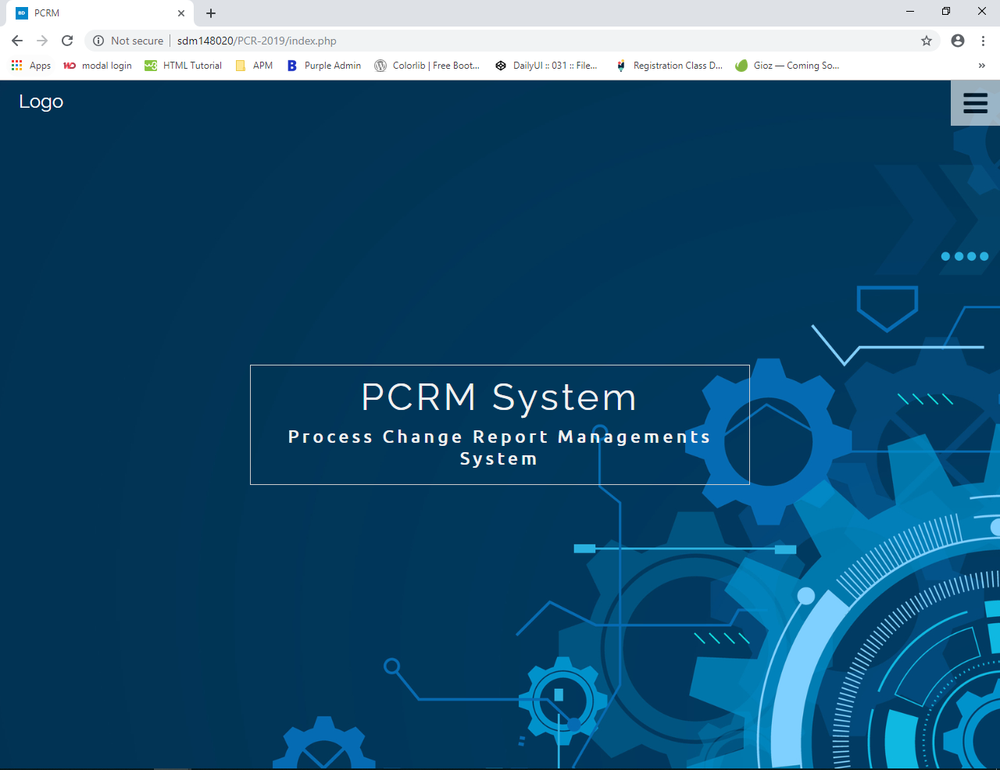 BD PCRM
Not secure sdm148020/PCR-2019/index.php
Apps modal login HTML Tutorial APM Purple Admin Colorlib | Free Boot... DailyUI :: 031 :: File... Registration Class D... Gioz — Coming So... »
Logo
PCRM System
Process Change Report Managements
System